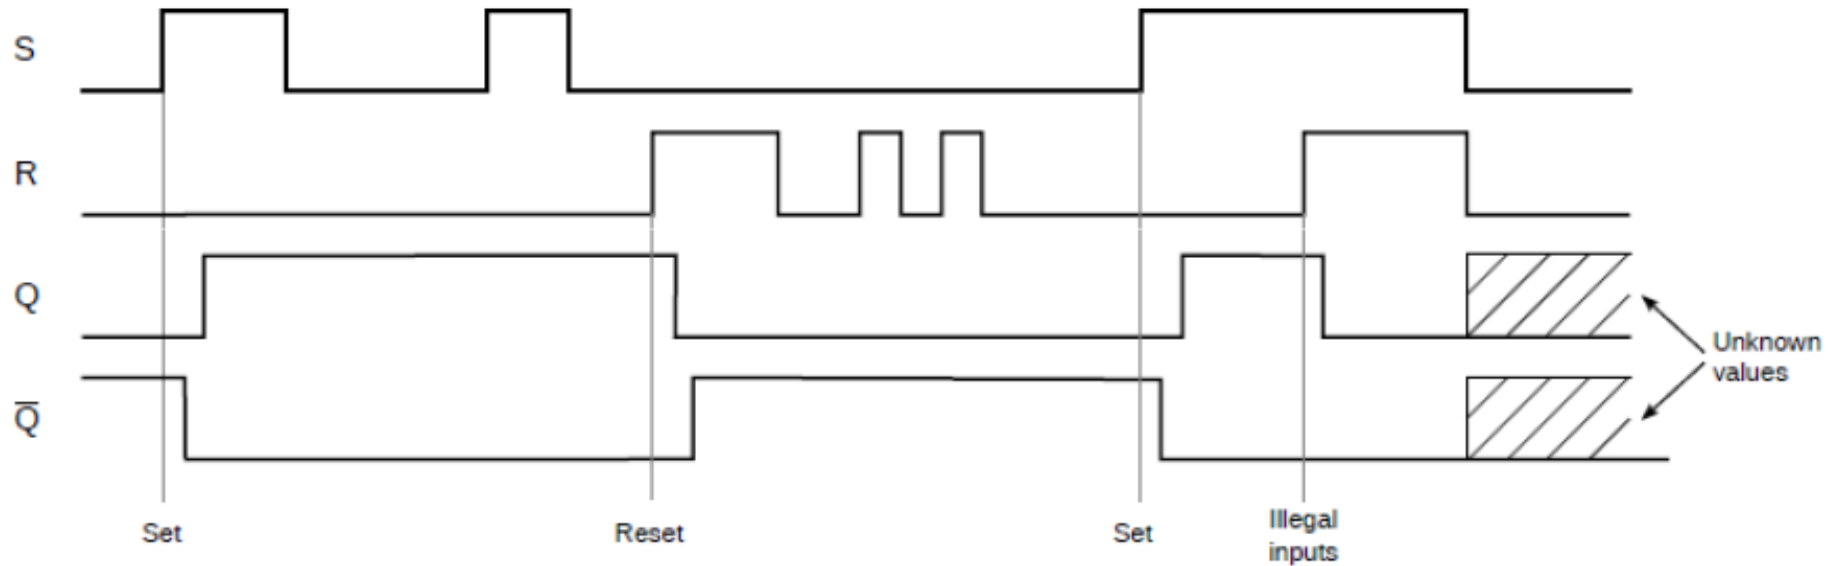 S
R
Q
Q̅
Unknown
values
Set
Reset
Set
Illegal
inputs